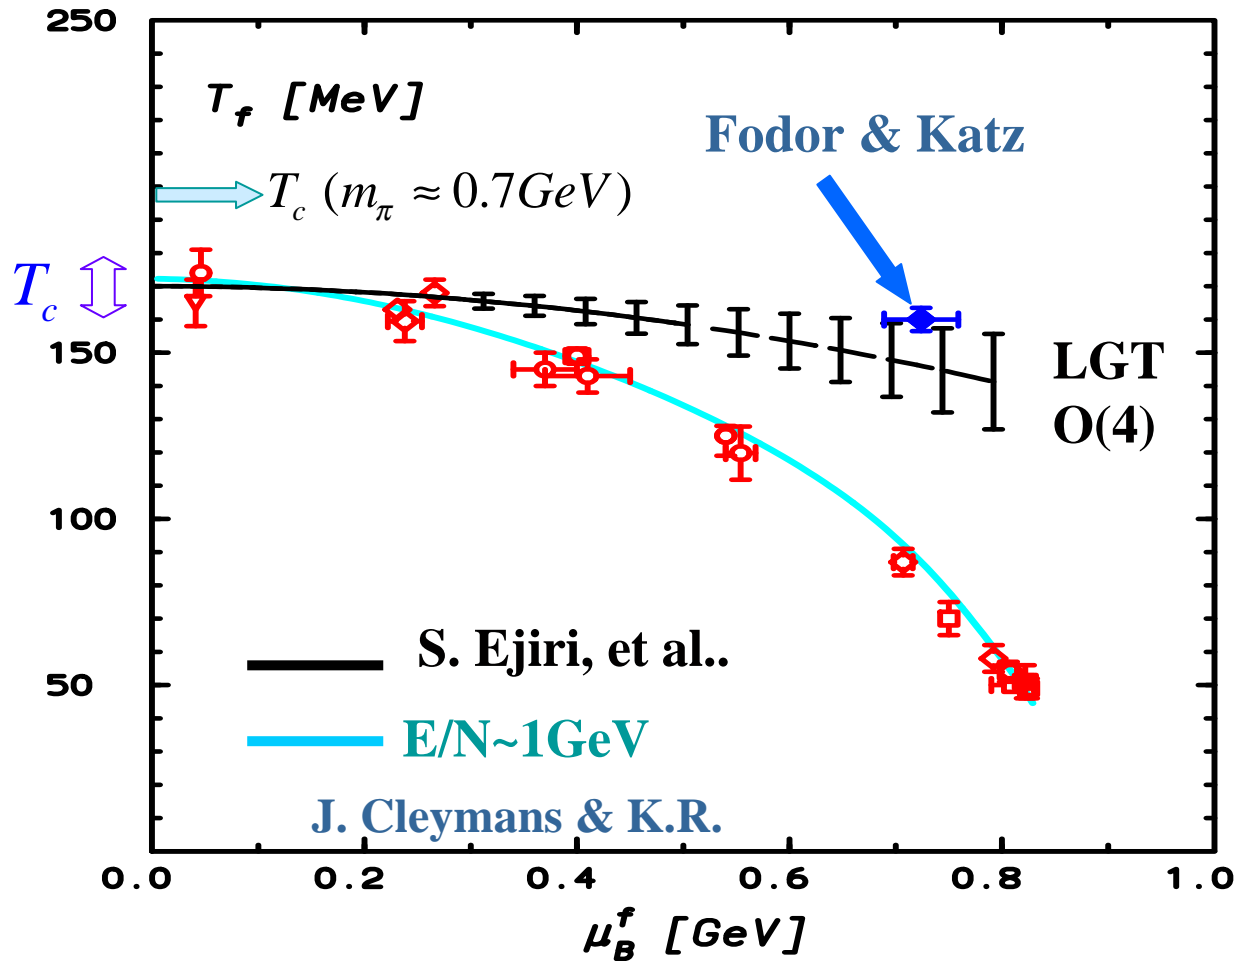 250
T_f [MeV]
Fodor & Katz
T_c (m_π ≈ 0.7GeV)
T_c
150
LGT
O(4)
100
S. Ejiri, et al..
50
E/N~1GeV
J. Cleymans & K.R.
0.0 0.2 0.4 0.6 0.8 1.0
μ_B^f [GeV]